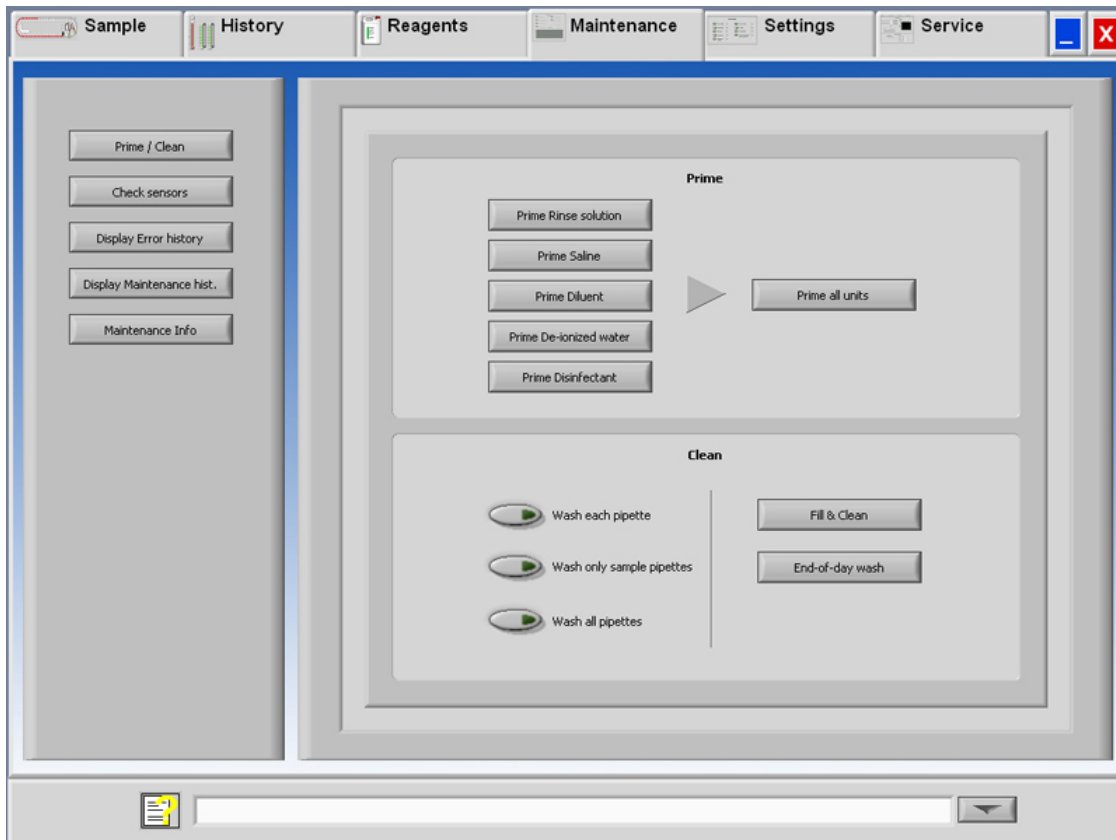 Sample
History
Reagents
Maintenance
Settings
Service
X
Prime / Clean
Check sensors
Display Error history
Display Maintenance hist.
Maintenance Info
Prime
Prime Rinse solution
Prime Saline
Prime Diluent
Prime De-ionized water
Prime Disinfectant
Prime all units
Clean
Wash each pipette
Wash only sample pipettes
Wash all pipettes
Fill & Clean
End-of-day wash
?